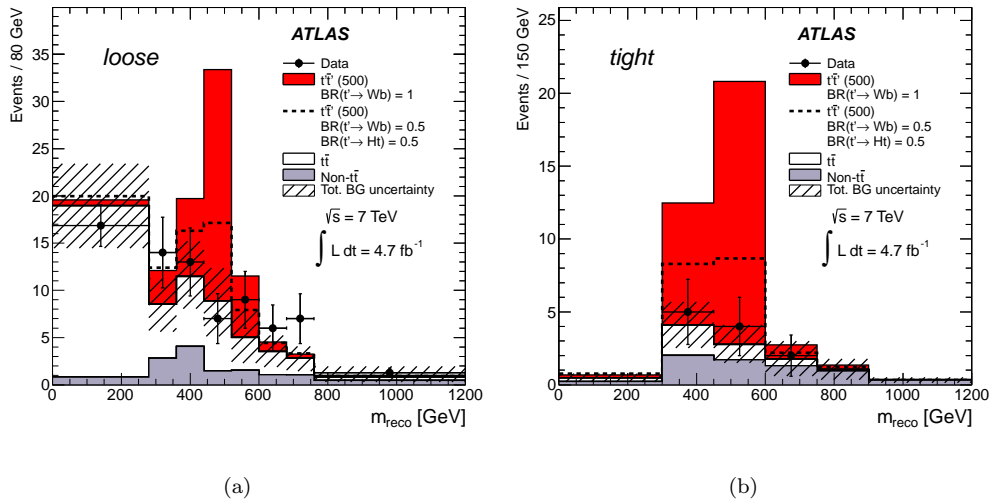 Events / 80 GeV
35
30
25
20
15
10
5
0
loose
ATLAS
Data
t't̄' (500)
BR(t'→ Wb) = 1
t't̄' (500)
BR(t'→ Wb) = 0.5
BR(t'→ Ht) = 0.5
tt̄
Non-tt̄
Tot. BG uncertainty
√s = 7 TeV
∫ L dt = 4.7 fb⁻¹
0 200 400 600 800 1000 1200
m_reco [GeV]
(a)
Events / 150 GeV
25
20
15
10
5
0
tight
ATLAS
Data
t't̄' (500)
BR(t'→ Wb) = 1
t't̄' (500)
BR(t'→ Wb) = 0.5
BR(t'→ Ht) = 0.5
tt̄
Non-tt̄
Tot. BG uncertainty
√s = 7 TeV
∫ L dt = 4.7 fb⁻¹
0 200 400 600 800 1000 1200
m_reco [GeV]
(b)